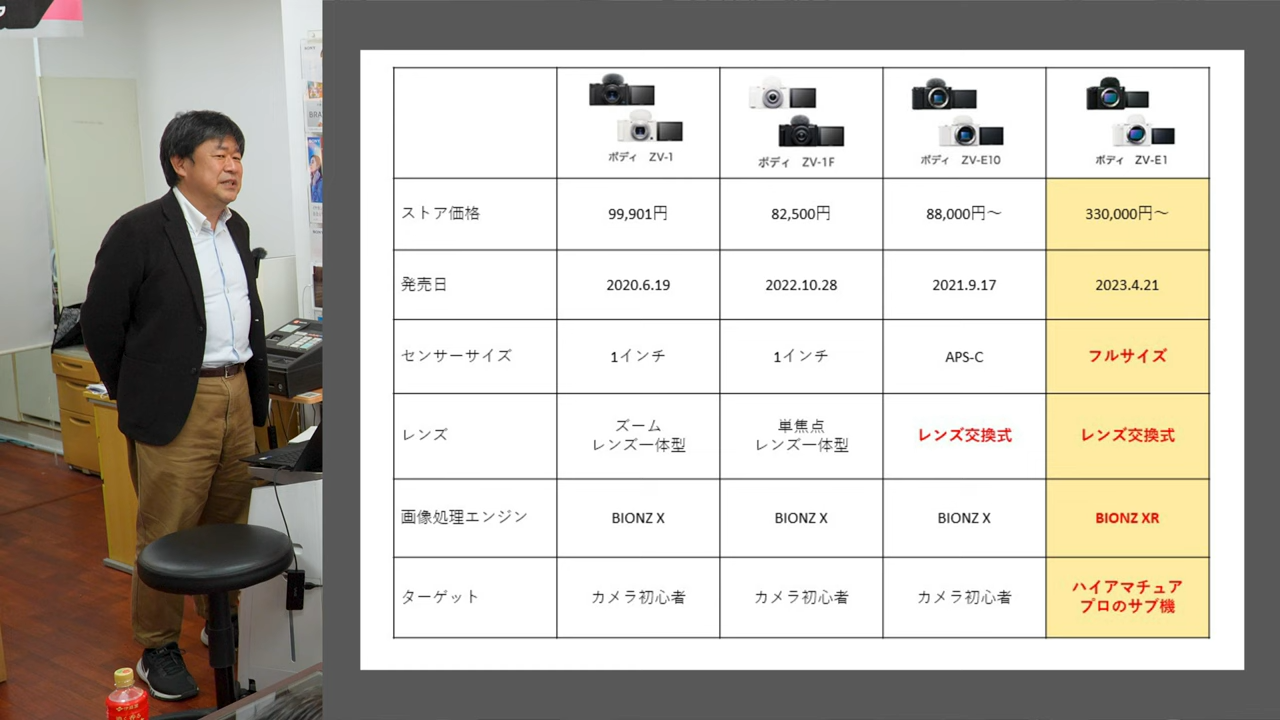 ボディ ZV-1
ボディ ZV-1F
ボディ ZV-E10
ボディ ZV-E1
ストア価格
99,901円
82,500円
88,000円～
330,000円～
発売日
2020.6.19
2022.10.28
2021.9.17
2023.4.21
センサーサイズ
1インチ
1インチ
APS-C
フルサイズ
レンズ
ズーム
レンズ一体型
単焦点
レンズ一体型
レンズ交換式
レンズ交換式
画像処理エンジン
BIONZ X
BIONZ X
BIONZ X
BIONZ XR
ターゲット
カメラ初心者
カメラ初心者
カメラ初心者
ハイアマチュア
プロのサブ機